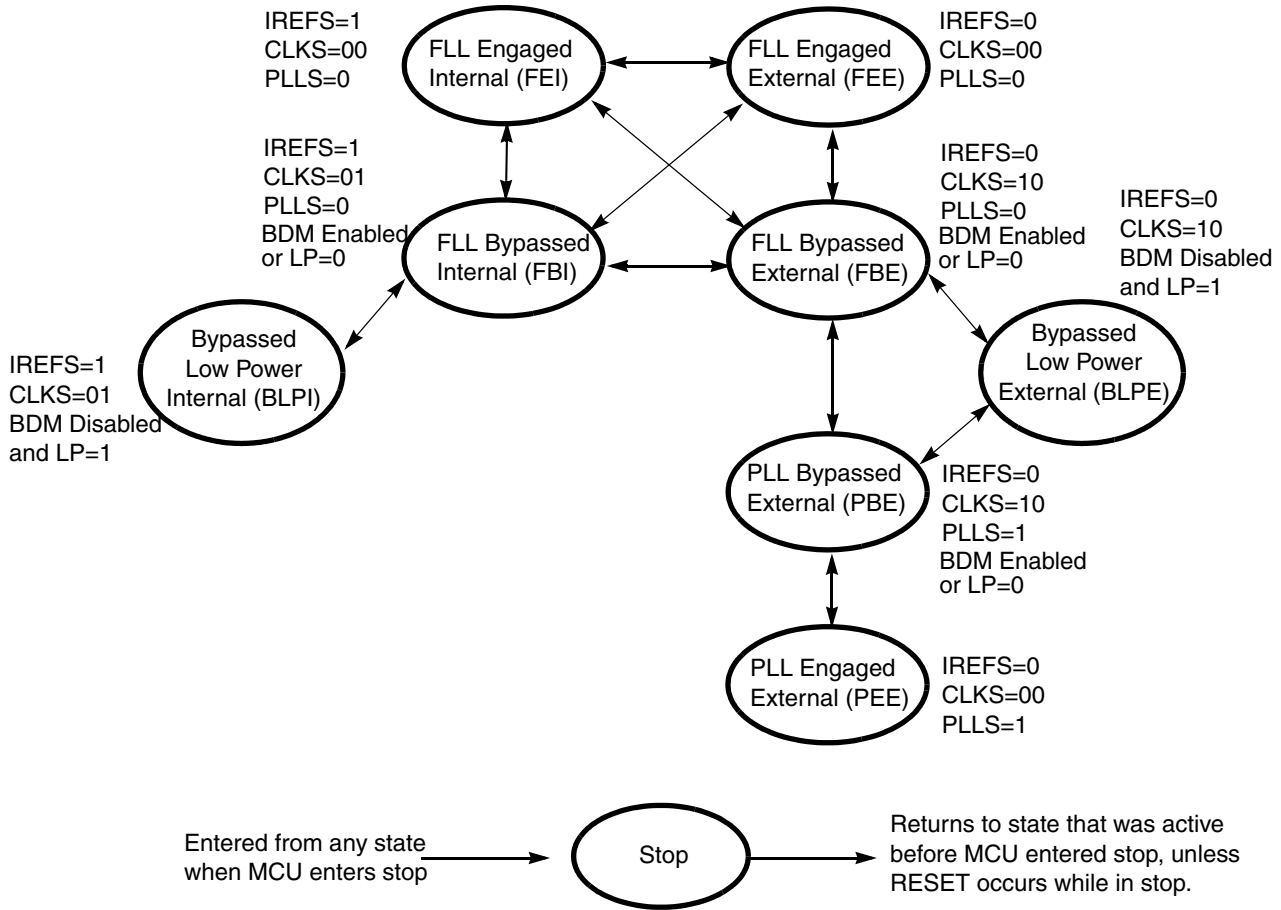 IREFS=1
CLKS=00
PLLS=0
FLL Engaged
Internal (FEI)
FLL Engaged
External (FEE)
IREFS=0
CLKS=00
PLLS=0
IREFS=1
CLKS=01
PLLS=0
BDM Enabled
or LP=0
FLL Bypassed
Internal (FBI)
FLL Bypassed
External (FBE)
IREFS=0
CLKS=10
PLLS=0
BDM Enabled
or LP=0
IREFS=0
CLKS=10
BDM Disabled
and LP=1
IREFS=1
CLKS=01
BDM Disabled
and LP=1
Bypassed
Low Power
Internal (BLPI)
Bypassed
Low Power
External (BLPE)
PLL Bypassed
External (PBE)
IREFS=0
CLKS=10
PLLS=1
BDM Enabled
or LP=0
PLL Engaged
External (PEE)
IREFS=0
CLKS=00
PLLS=1
Entered from any state
when MCU enters stop
Stop
Returns to state that was active
before MCU entered stop, unless
RESET occurs while in stop.